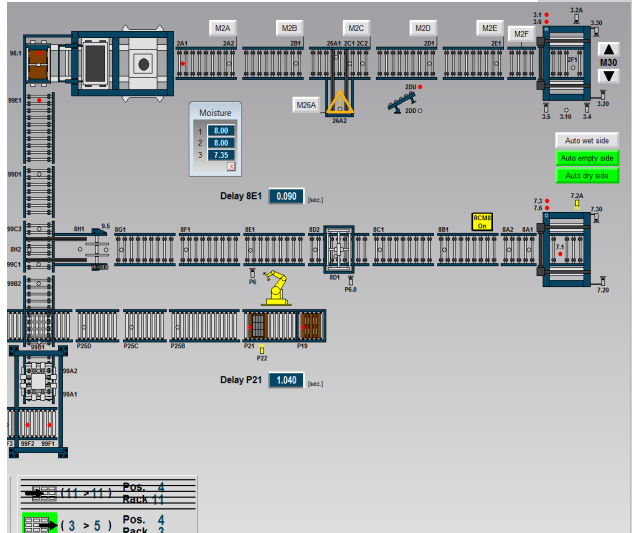 3.2A
3.1
3.6
3.30
M2A
M2B
M2C
M2D
M2E
M2F
96.1
2A1
2A2
2B1
26A1
2C1
2C2
2D1
2E1
2F1
M30
99E1
2DU
2DD
M26A
26A2
3.20
3.5
3.10
3.4
Moisture
1 8.00
2 8.00
3 7.35
X
Auto wet side
Auto empty side
Auto dry side
99D1
Delay 8E1 0.090 [sec.]
7.3
7.6
7.2A
7.30
RCM8
On
99C2
8H1
9.5
8G1
8F1
8E1
8D2
8C1
8B1
8A2
8A1
8H2
99C1
7.1
99B2
P6
8D1
P6.0
7.20
99B1
P25D
P25C
P25B
P21
P19
P22
99A2
Delay P21 1.040 [sec.]
99A1
F3
99F2
99F1
(11 >11) Pos. 4
Rack 11
(3 > 5) Pos. 4
Rack 3